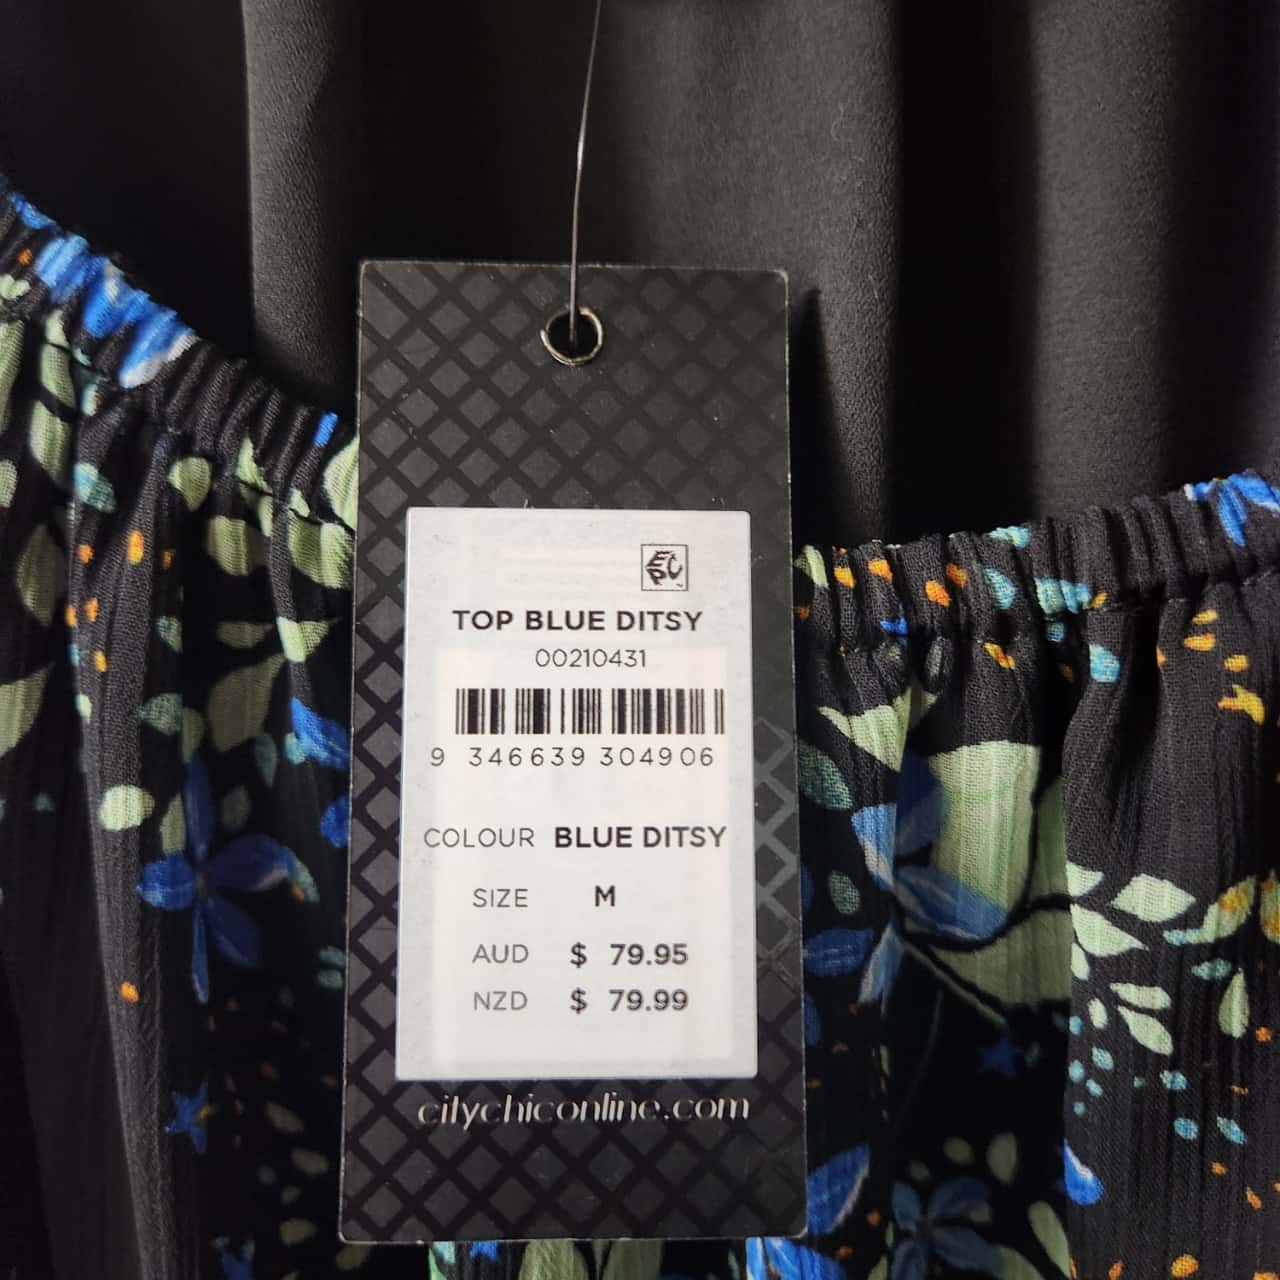 EPC
TOP BLUE DITSY
00210431
9 346639 304906
COLOUR BLUE DITSY
SIZE M
AUD $ 79.95
NZD $ 79.99
citychiconline.com